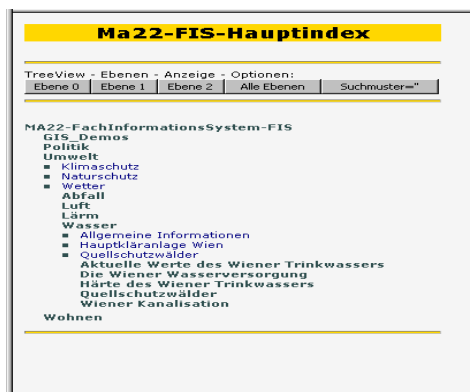 Ma22-FIS-Hauptindex
TreeView - Ebenen - Anzeige - Optionen:
Ebene 0 Ebene 1 Ebene 2 Alle Ebenen Suchmuster="
MA22-FachInformationsSystem-FIS
GIS_Demos
Politik
Umwelt
Klimaschutz
Naturschutz
Wetter
Abfall
Luft
Lärm
Wasser
Allgemeine Informationen
Hauptkläranlage Wien
Quellschutzwälder
Aktuelle Werte des Wiener Trinkwassers
Die Wiener Wasserversorgung
Härte des Wiener Trinkwassers
Quellschutzwälder
Wiener Kanalisation
Wohnen